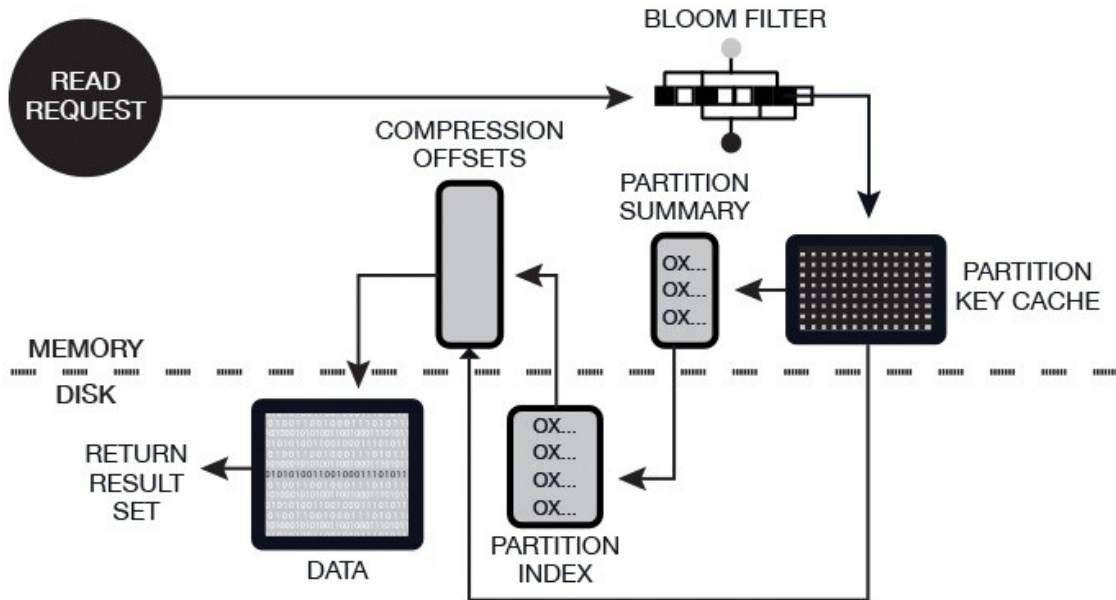 BLOOM FILTER
READ
REQUEST
COMPRESSION
OFFSETS
PARTITION
SUMMARY
OX...
OX...
OX...
PARTITION
KEY CACHE
MEMORY
DISK
OX...
OX...
OX...
OX...
RETURN
RESULT
SET
DATA
PARTITION
INDEX